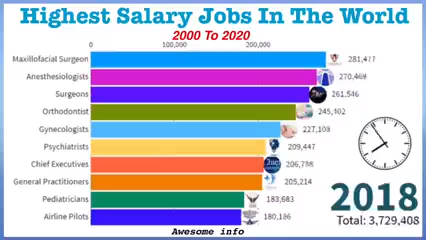 Highest Salary Jobs In The World
2000 To 2020
0 100,000 200,000
Maxillofacial Surgeon 281,477
Anesthesiologists 270,469
Surgeons 261,546
Orthodontist 245,402
Gynecologists 227,108
Psychiatrists 209,447
Chief Executives 206,786
General Practitioners 205,214
Pediatricians 183,683
Airline Pilots 180,186
2018
Total: 3,729,408
Awesome info